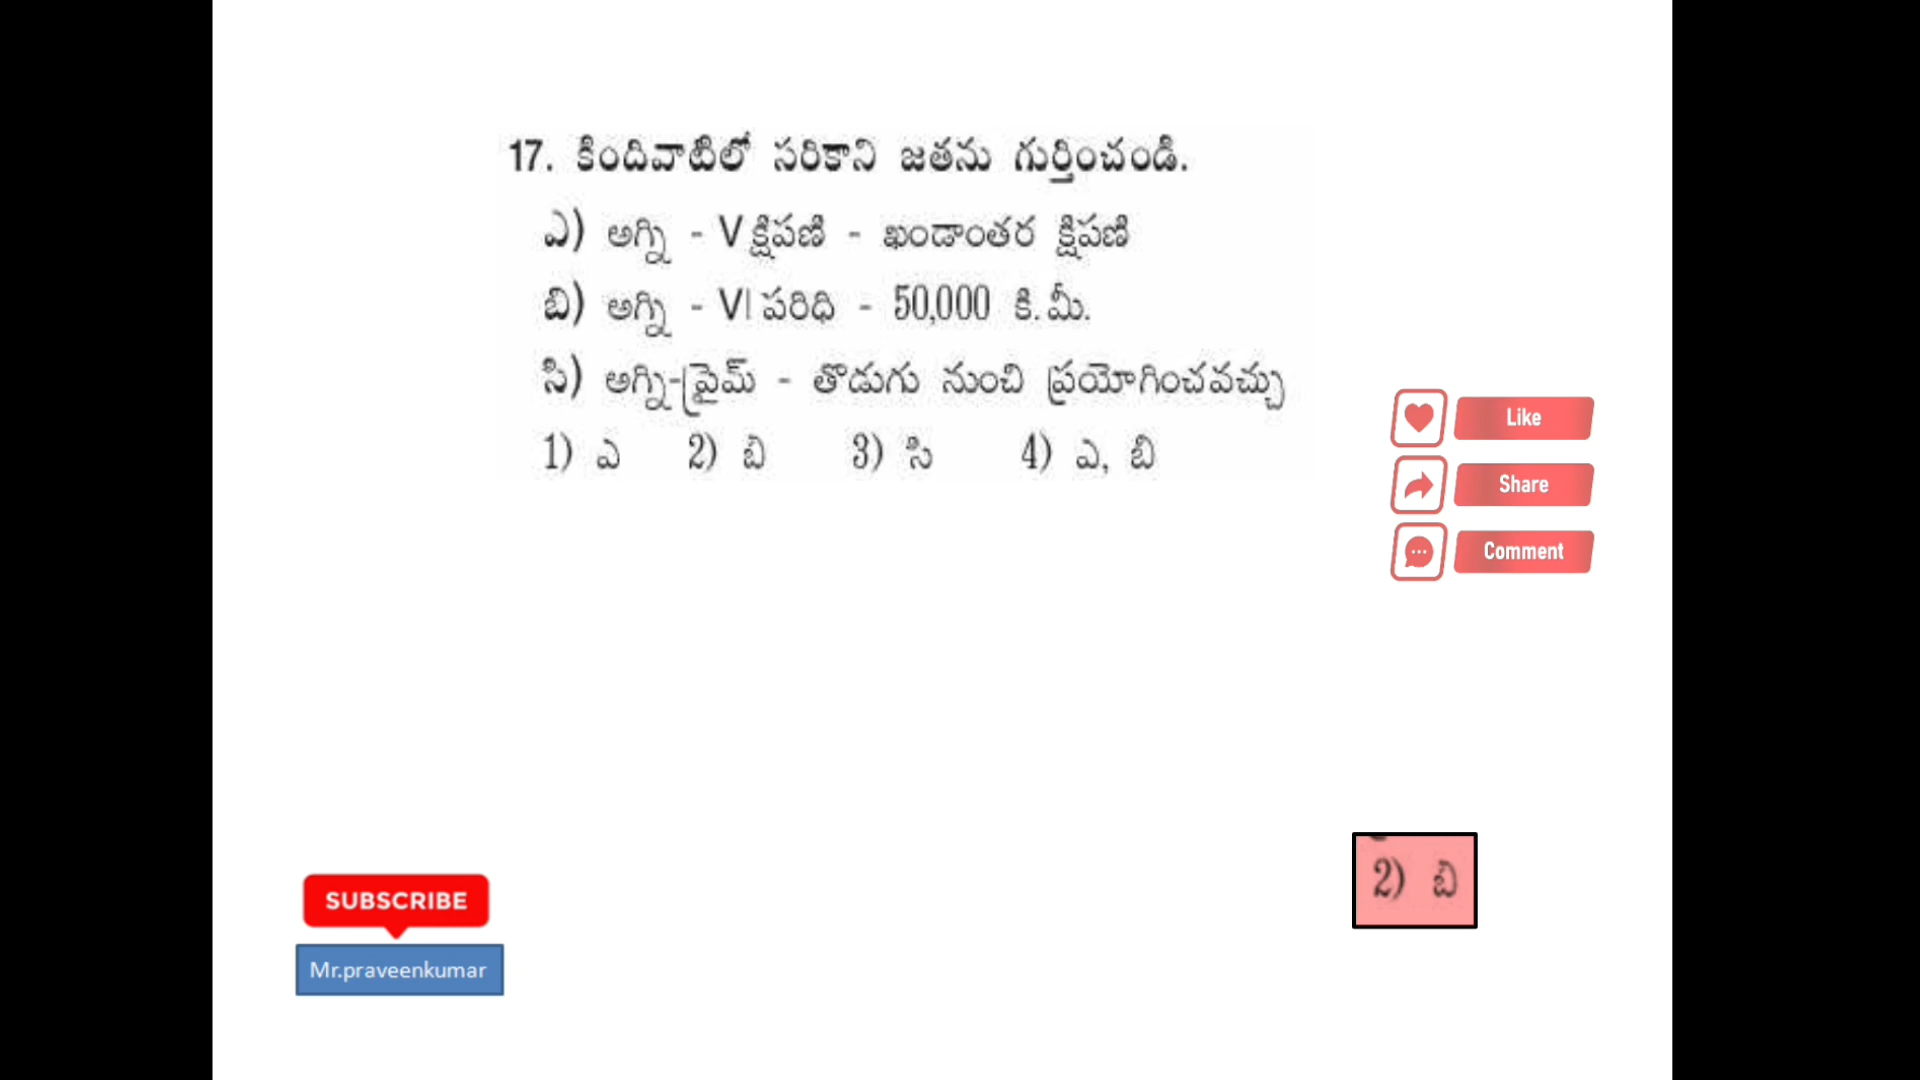 17. కిందివాటిలో సరికాని జతను గుర్తించండి.
ఎ) అగ్ని - V క్షిపణి - ఖండాంతర క్షిపణి
బి) అగ్ని - VI పరిధి - 50,000 కి.మీ.
సి) అగ్ని-ప్రైమ్ - తొడుగు నుంచి ప్రయోగించవచ్చు
1) ఎ 2) బి 3) సి 4) ఎ, బి
Like
Share
Comment
2) బి
SUBSCRIBE
Mr.praveenkumar